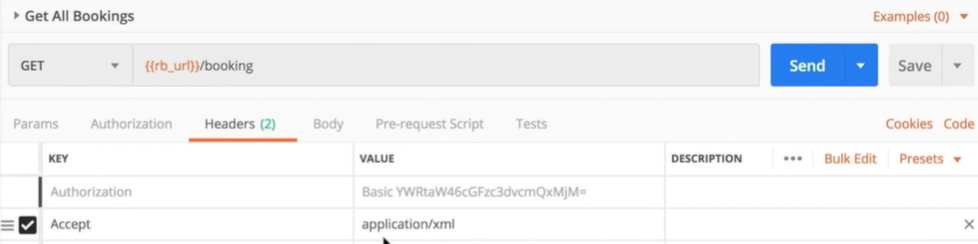 Get All Bookings Examples (0)
GET {{rb_url}}/booking Send Save
Params Authorization Headers (2) Body Pre-request Script Tests Cookies Code
KEY VALUE DESCRIPTION ••• Bulk Edit Presets
Authorization Basic YWRtaW46cGFzc3dvcmQxMjM=
Accept application/xml